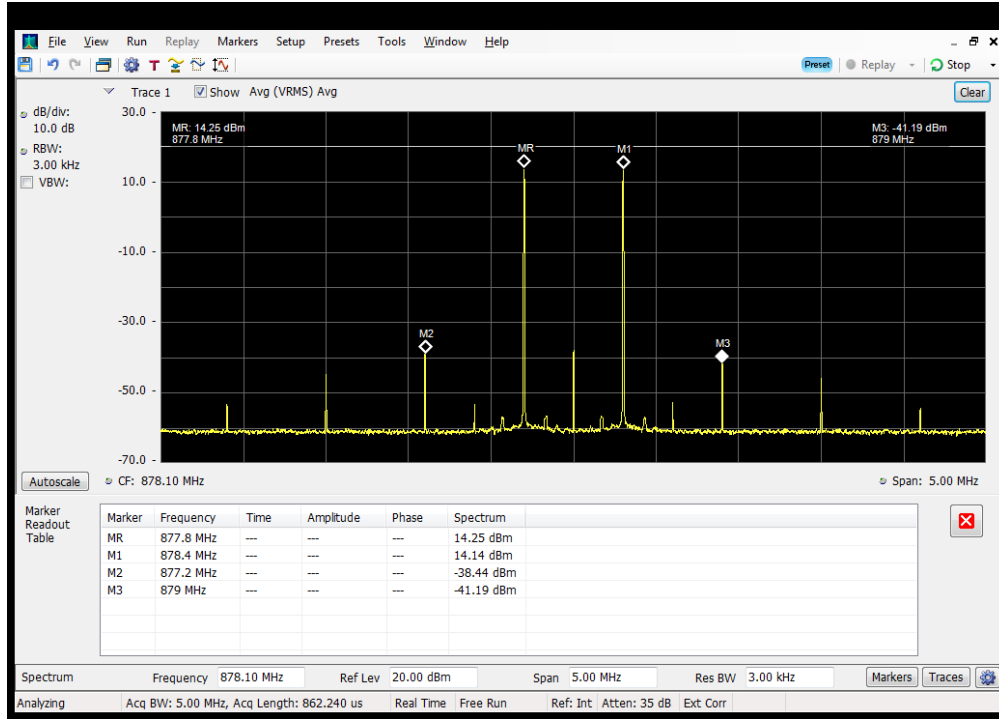 File View Run Replay Markers Setup Presets Tools Window Help
T Preset Replay Stop
Trace 1 Show Avg (VRMS) Avg Clear
dB/div:
10.0 dB
RBW:
3.00 kHz
VBW:
30.0 -
10.0 -
-10.0 -
-30.0 -
-50.0 -
-70.0 -
MR: 14.25 dBm
877.8 MHz
M3: -41.19 dBm
879 MHz
MR M1
M2 M3
Autoscale CF: 878.10 MHz Span: 5.00 MHz
Marker
Readout
Table
Marker Frequency Time Amplitude Phase Spectrum
MR 877.8 MHz --- --- --- 14.25 dBm
M1 878.4 MHz --- --- --- 14.14 dBm
M2 877.2 MHz --- --- --- -38.44 dBm
M3 879 MHz --- --- --- -41.19 dBm
Spectrum Frequency 878.10 MHz Ref Lev 20.00 dBm Span 5.00 MHz Res BW 3.00 kHz Markers Traces
Analyzing Acq BW: 5.00 MHz, Acq Length: 862.240 us Real Time Free Run Ref: Int Atten: 35 dB Ext Corr